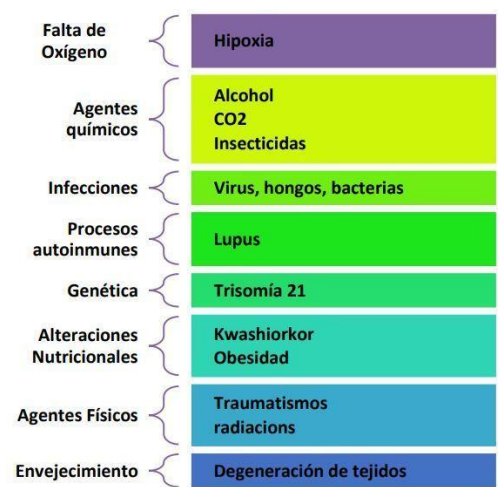 Falta de
Oxígeno
Hipoxia
Agentes
químicos
Alcohol
CO2
Insecticidas
Infecciones
Virus, hongos, bacterias
Procesos
autoinmunes
Lupus
Genética
Trisomía 21
Alteraciones
Nutricionales
Kwashiorkor
Obesidad
Agentes Físicos
Traumatismos
radiacions
Envejecimiento
Degeneración de tejidos